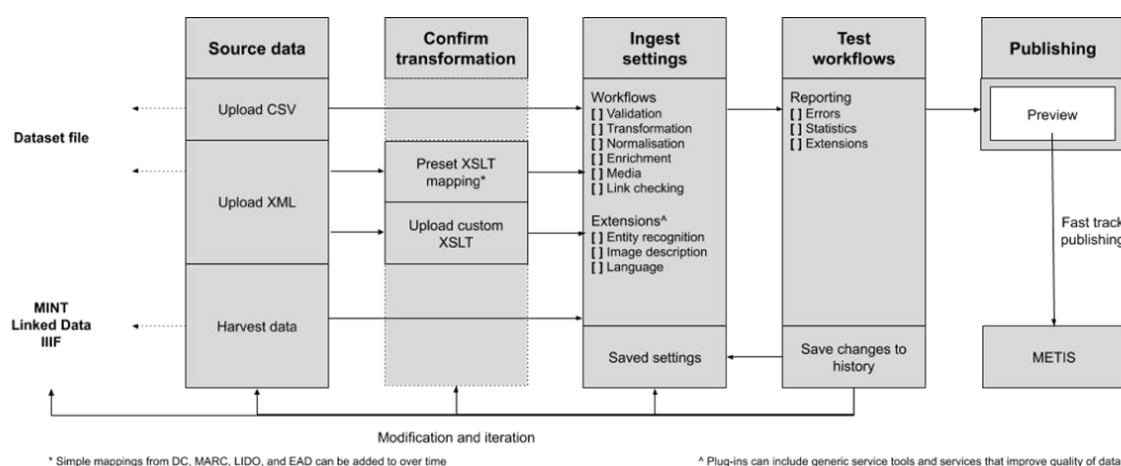 Source data
Confirm
transformation
Ingest
settings
Test
workflows
Publishing
Dataset file
Upload CSV
Upload XML
Preset XSLT
mapping*
Upload custom
XSLT
MINT
Linked Data
IIIF
Harvest data
Workflows
[ ] Validation
[ ] Transformation
[ ] Normalisation
[ ] Enrichment
[ ] Media
[ ] Link checking
Extensions^
[ ] Entity recognition
[ ] Image description
[ ] Language
Saved settings
Reporting
[ ] Errors
[ ] Statistics
[ ] Extensions
Save changes to
history
Preview
Fast track
publishing
METIS
Modification and iteration
* Simple mappings from DC, MARC, LIDO, and EAD can be added to over time
^ Plug-ins can include generic service tools and services that improve quality of data